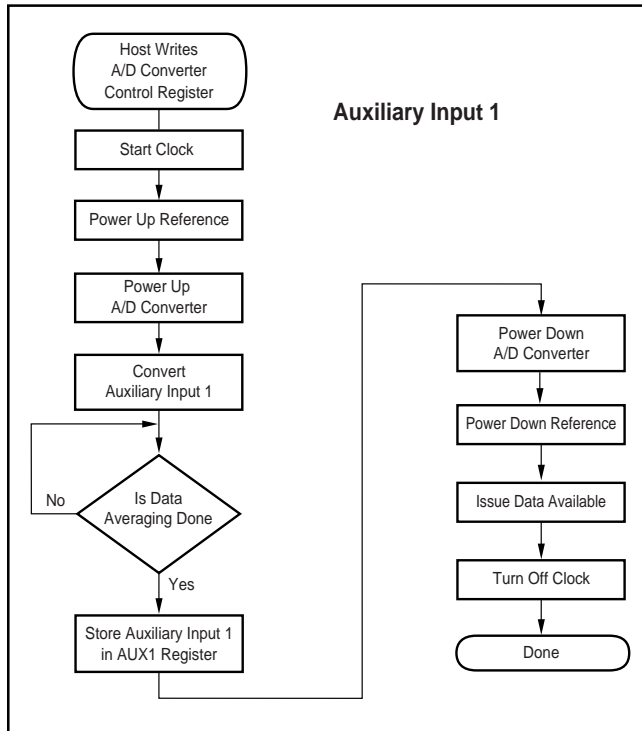 Host Writes
A/D Converter
Control Register
Auxiliary Input 1
Start Clock
Power Up Reference
Power Up
A/D Converter
Convert
Auxiliary Input 1
No
Is Data
Averaging Done
Yes
Store Auxiliary Input 1
in AUX1 Register
Power Down
A/D Converter
Power Down Reference
Issue Data Available
Turn Off Clock
Done